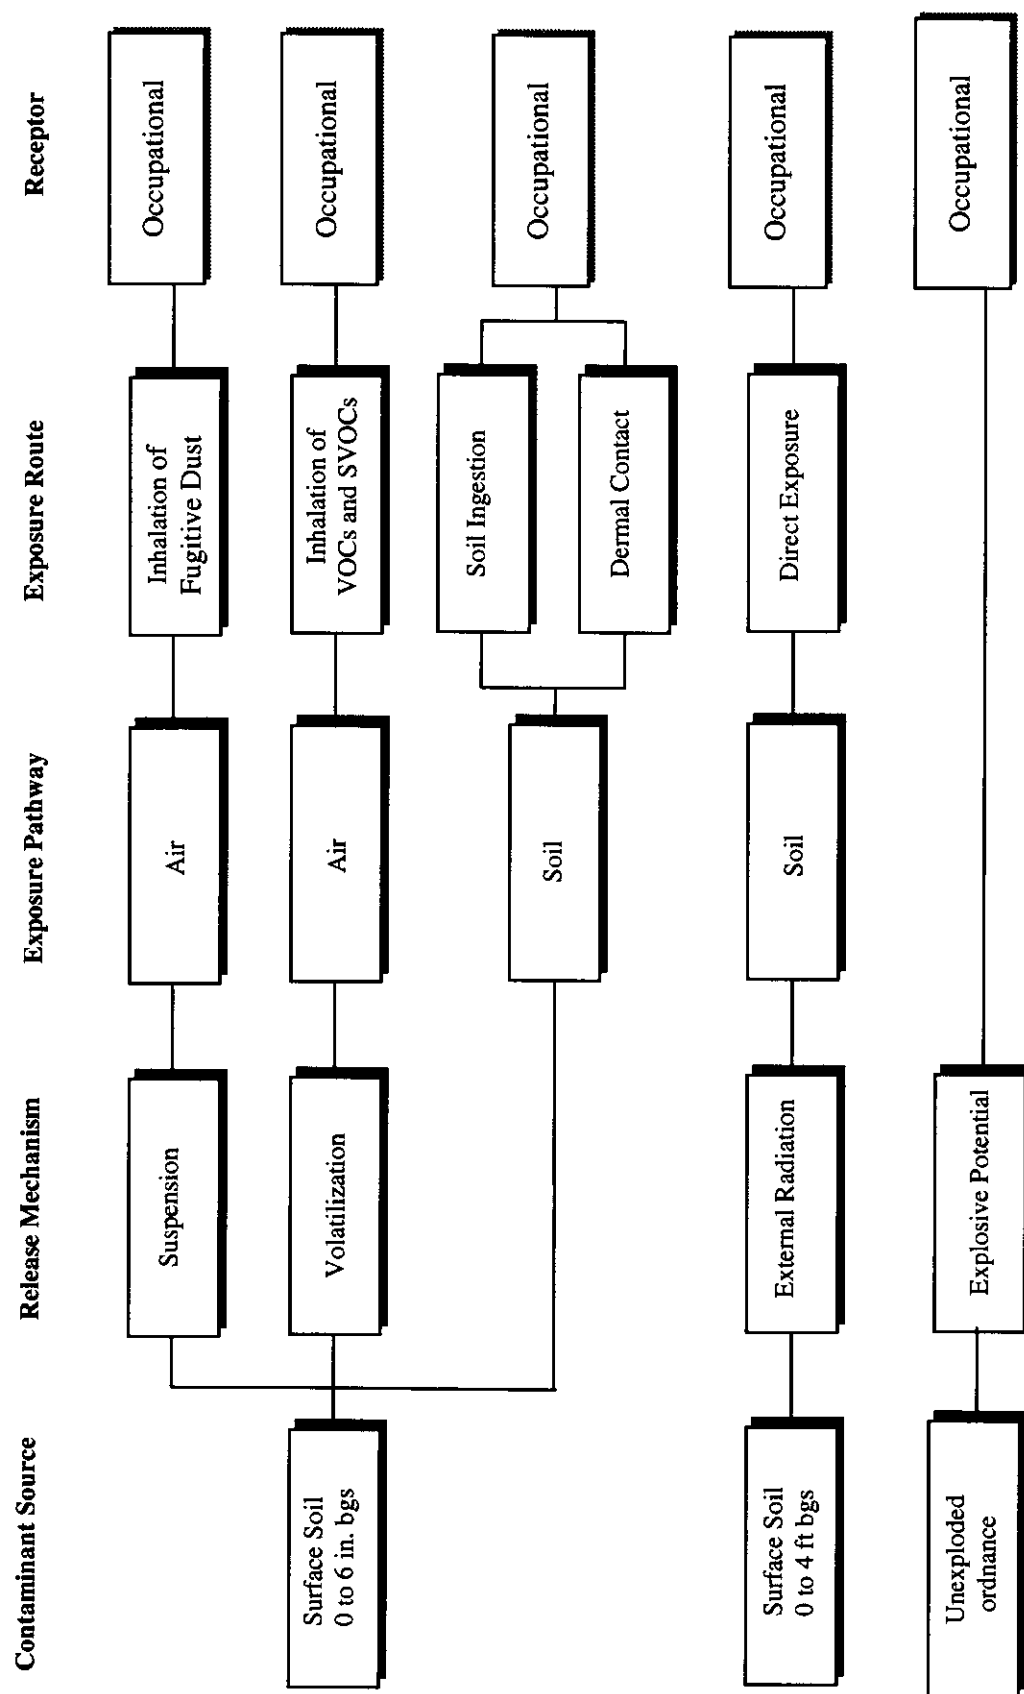 Contaminant Source
Release Mechanism
Exposure Pathway
Exposure Route
Receptor
Suspension
Air
Inhalation of
Fugitive Dust
Occupational
Surface Soil
0 to 6 in. bgs
Volatilization
Air
Inhalation of
VOCs and SVOCs
Occupational
Soil
Soil Ingestion
Dermal Contact
Occupational
Surface Soil
0 to 4 ft bgs
External Radiation
Soil
Direct Exposure
Occupational
Unexploded
ordnance
Explosive Potential
Occupational